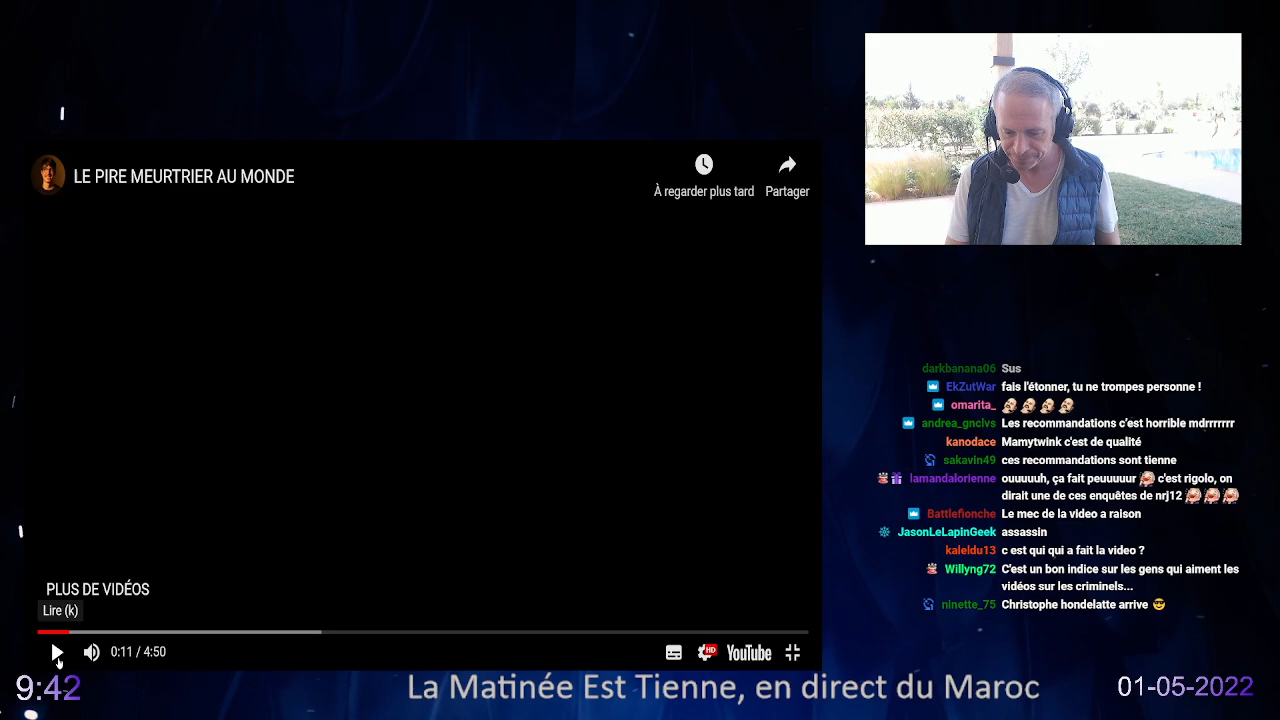 LE PIRE MEURTRIER AU MONDE
À regarder plus tard
Partager
PLUS DE VIDÉOS
Lire (k)
0:11 / 4:50
HD
YouTube
darkbanana06 Sus
EkZutWar fais l'étonner, tu ne trompes personne !
omarita_
andrea_gnclvs Les recommandations c'est horrible mdrrrrrrr
kanodace Mamytwink c'est de qualité
sakavin49 ces recommandations sont tienne
lamandalorienne ouuuuuh, ça fait peuuuuur c'est rigolo, on
dirait une de ces enquêtes de nrj12
Battlefionche Le mec de la video a raison
JasonLeLapinGeek assassin
kaleldu13 c est qui qui a fait la video ?
Willyng72 C'est un bon indice sur les gens qui aiment les
vidéos sur les criminels...
ninette_75 Christophe hondelatte arrive
9:42
La Matinée Est Tienne, en direct du Maroc
01-05-2022